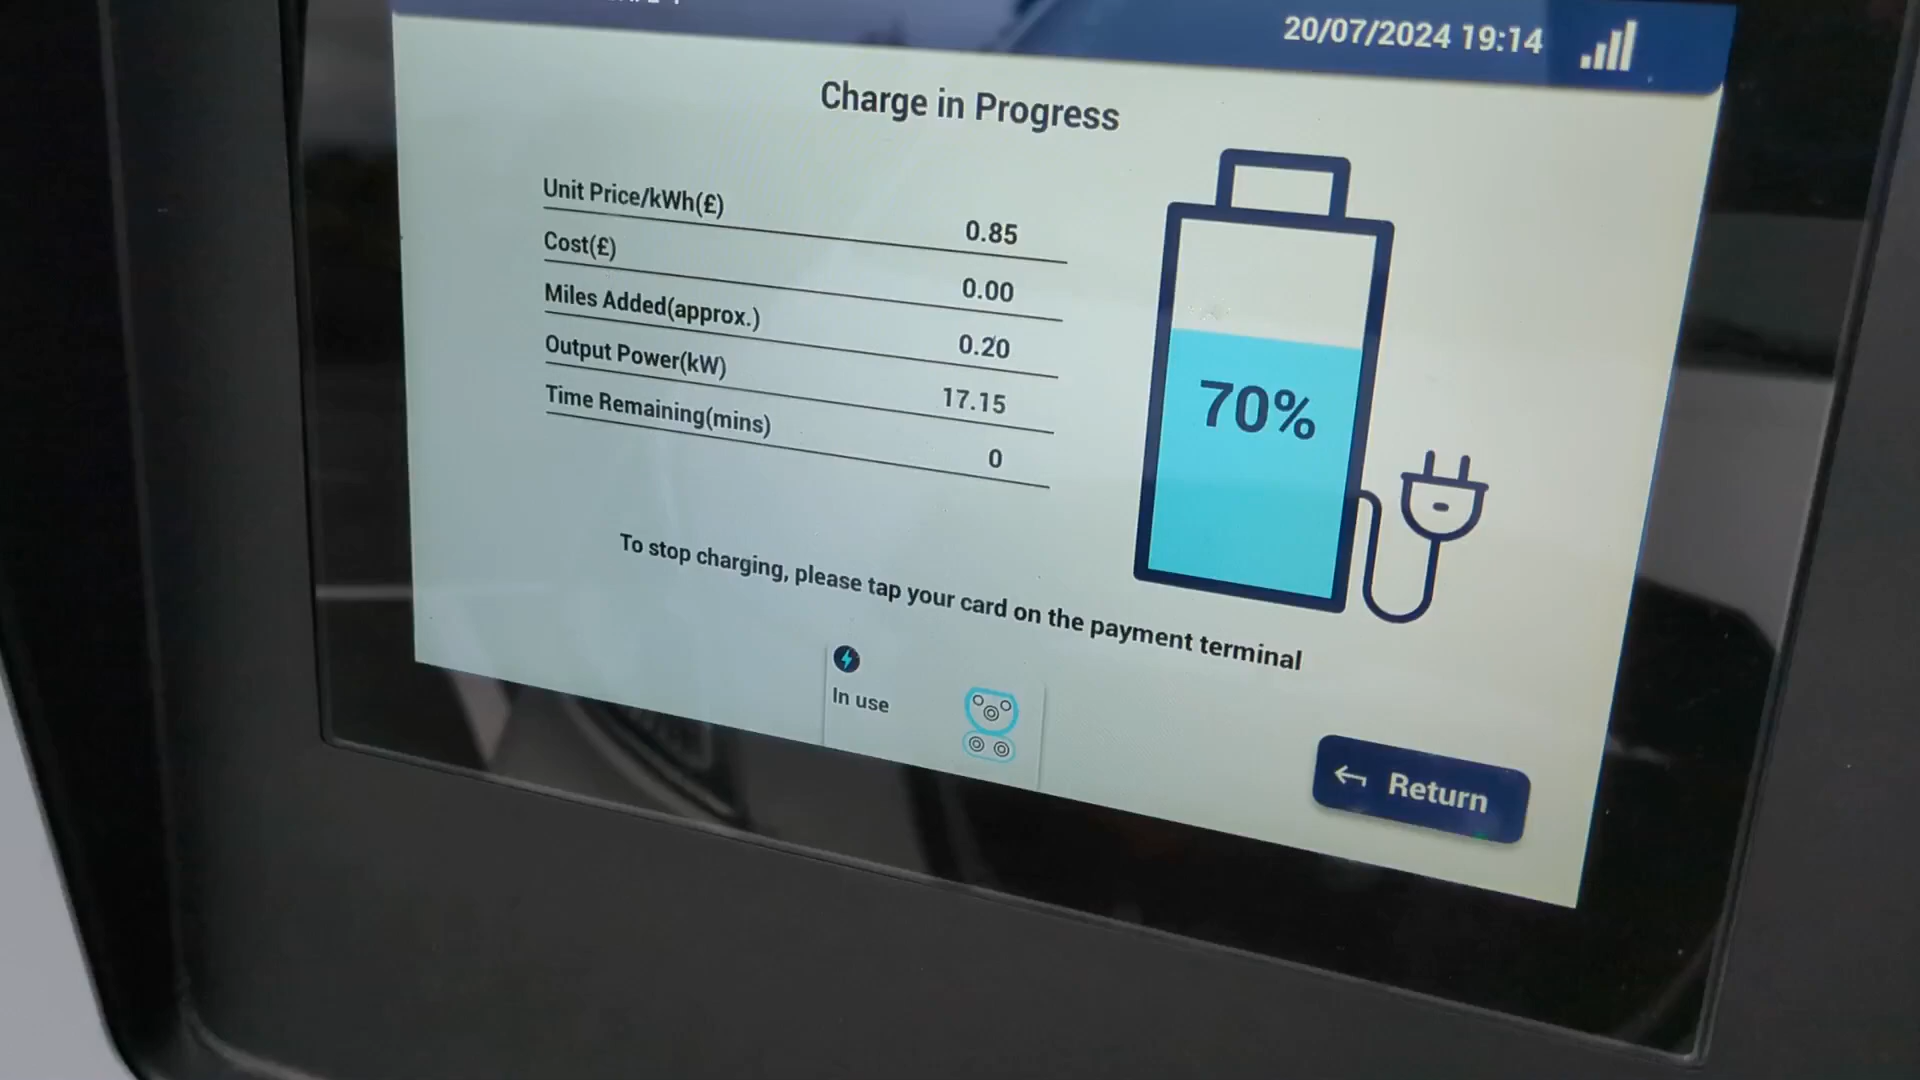 20/07/2024 19:14
Charge in Progress
Unit Price/kWh(£) 0.85
Cost(£) 0.00
Miles Added(approx.) 0.20
Output Power(kW) 17.15
Time Remaining(mins) 0
70%
To stop charging, please tap your card on the payment terminal
In use
Return